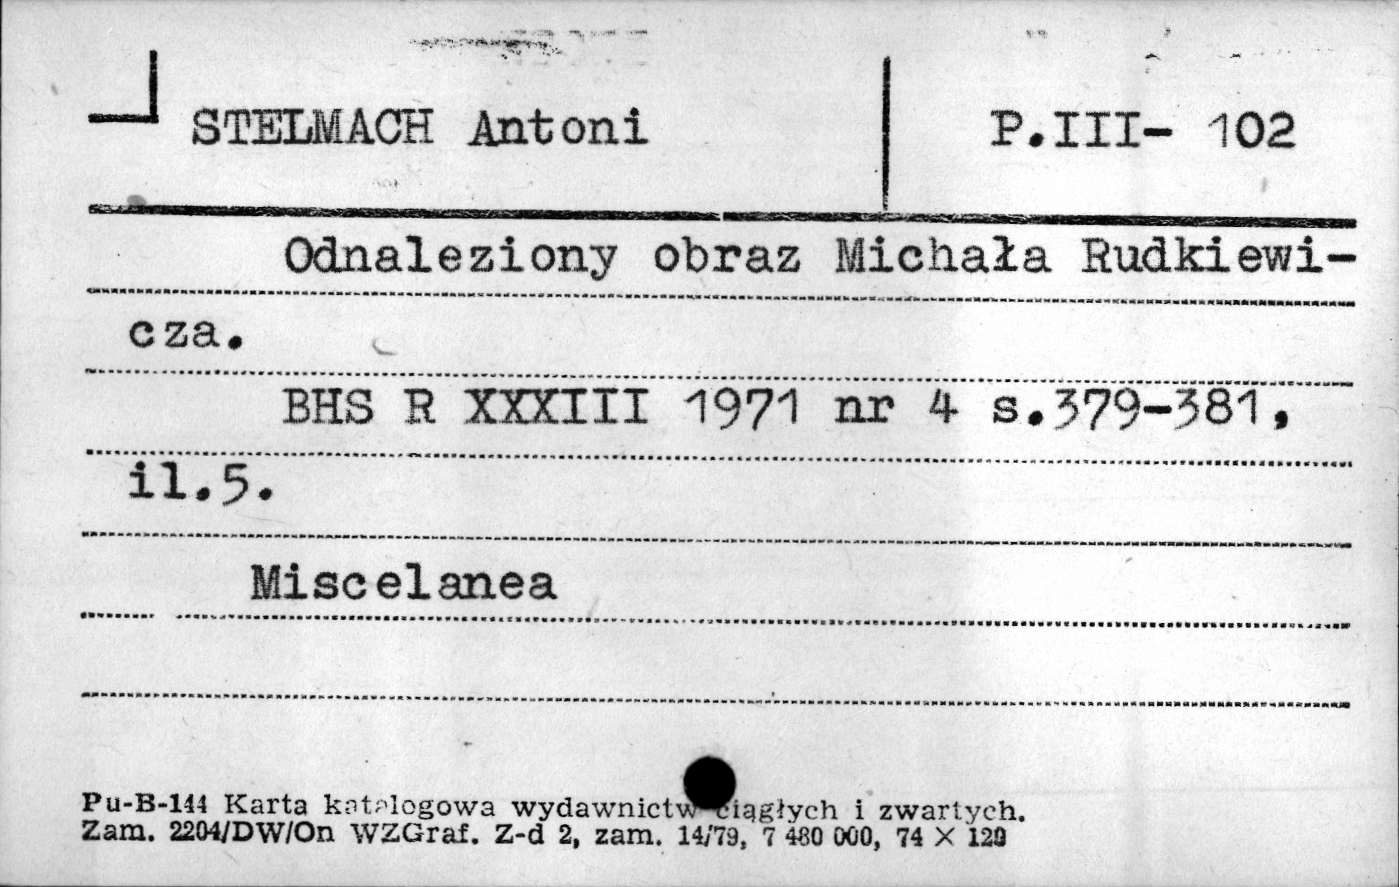 STELMACH Antoni P.III- 102
Odnaleziony obraz Michała Rudkiewi-
cza.
BHS R XXXIII 1971 nr 4 s.379-381,
il.5.
Miscelanea
Pu-B-144 Karta katalogowa wydawnictw ciągłych i zwartych.
Zam. 2204/DW/On WZGraf. Z-d 2, zam. 14/79, 7 480 000, 74 X 120